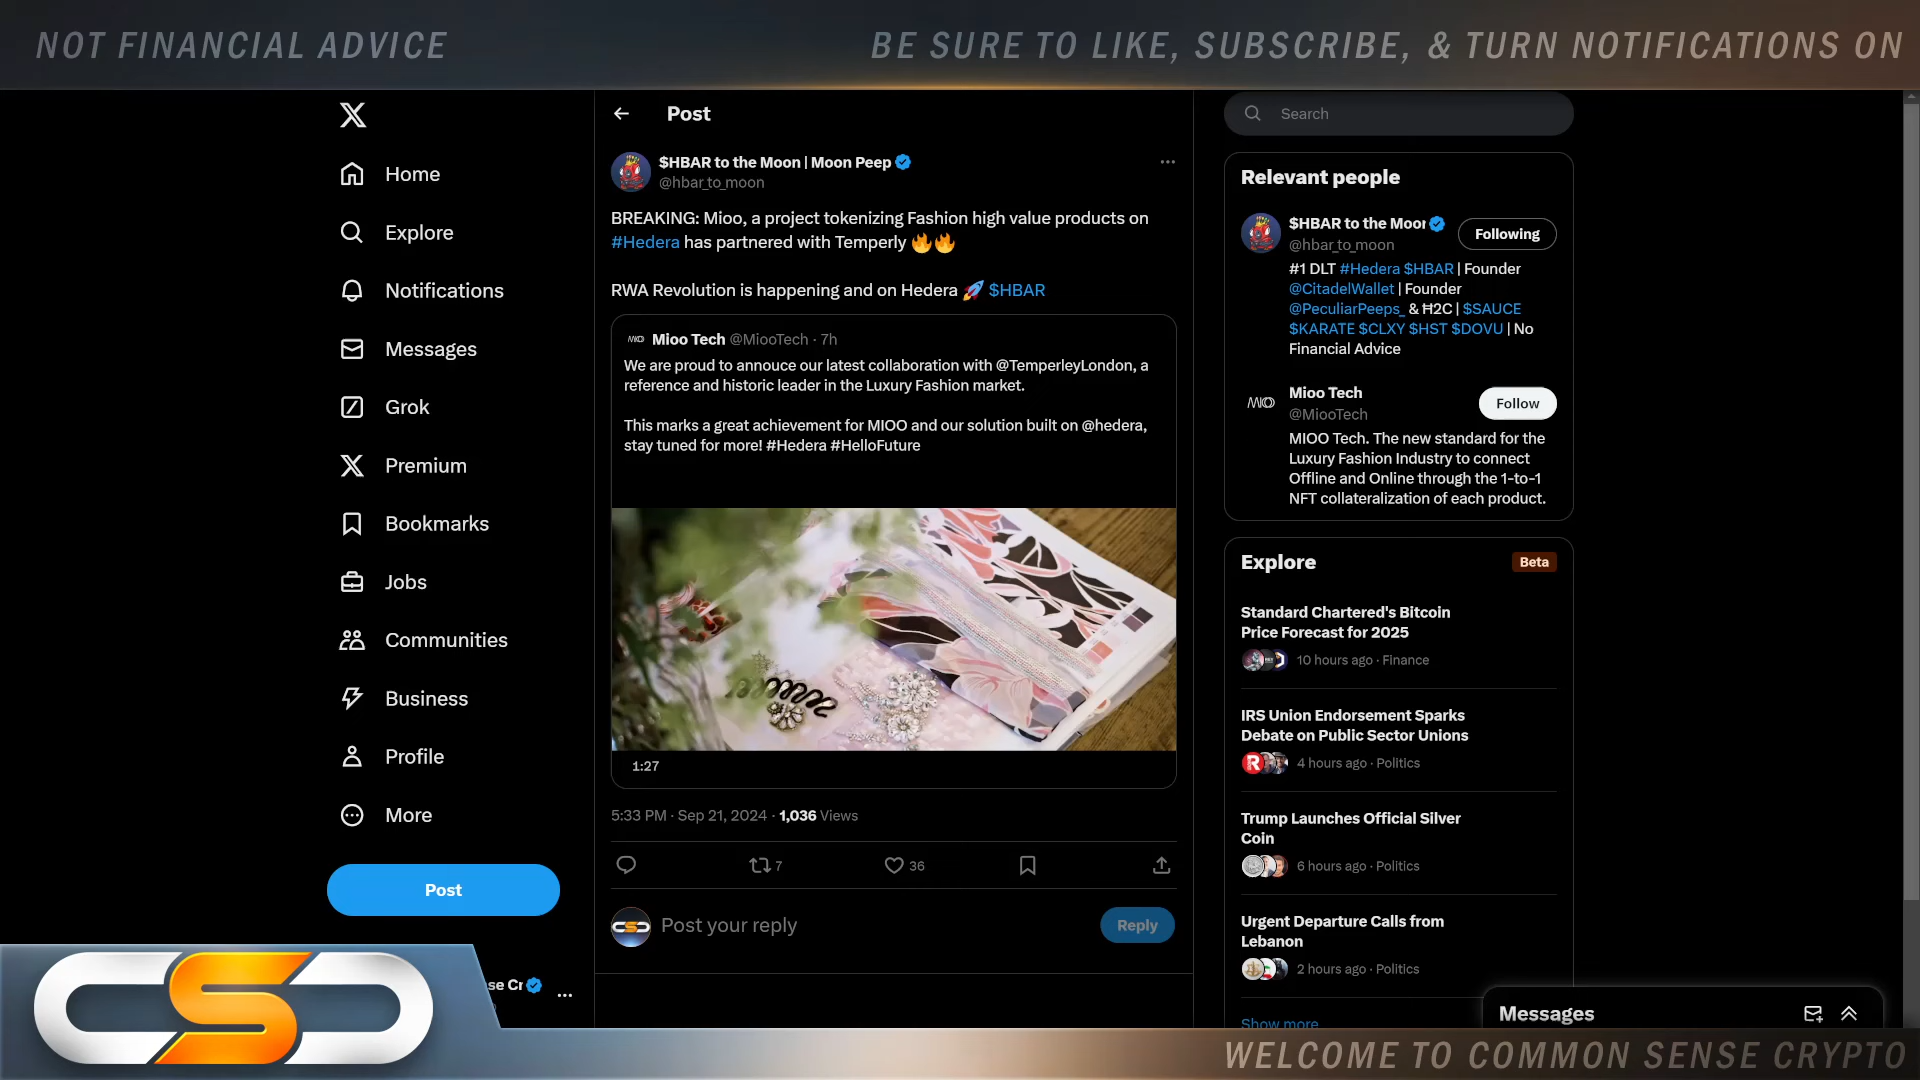 NOT FINANCIAL ADVICE
BE SURE TO LIKE, SUBSCRIBE, & TURN NOTIFICATIONS ON
Home
Explore
Notifications
Messages
Grok
Premium
Bookmarks
Jobs
Communities
Business
Profile
More
Post
se Cr
Post
$HBAR to the Moon | Moon Peep
@hbar_to_moon
BREAKING: Mioo, a project tokenizing Fashion high value products on
#Hedera has partnered with Temperly 🔥🔥
RWA Revolution is happening and on Hedera 🚀 $HBAR
MIOO Mioo Tech @MiooTech · 7h
We are proud to annouce our latest collaboration with @TemperleyLondon, a
reference and historic leader in the Luxury Fashion market.
This marks a great achievement for MIOO and our solution built on @hedera,
stay tuned for more! #Hedera #HelloFuture
1:27
5:33 PM · Sep 21, 2024 · 1,036 Views
7
36
CSC Post your reply
Reply
Search
Relevant people
$HBAR to the Moon
@hbar_to_moon
Following
#1 DLT #Hedera $HBAR | Founder
@CitadelWallet | Founder
@PeculiarPeeps_ & ĦI2C | $SAUCE
$KARATE $CLXY $HST $DOVU | No
Financial Advice
MIOO
Mioo Tech
@MiooTech
Follow
MIOO Tech. The new standard for the
Luxury Fashion Industry to connect
Offline and Online through the 1-to-1
NFT collateralization of each product.
Explore
Beta
Standard Chartered's Bitcoin
Price Forecast for 2025
10 hours ago · Finance
IRS Union Endorsement Sparks
Debate on Public Sector Unions
R
4 hours ago · Politics
Trump Launches Official Silver
Coin
6 hours ago · Politics
Urgent Departure Calls from
Lebanon
2 hours ago · Politics
Show more
Messages
CSC
WELCOME TO COMMON SENSE CRYPTO